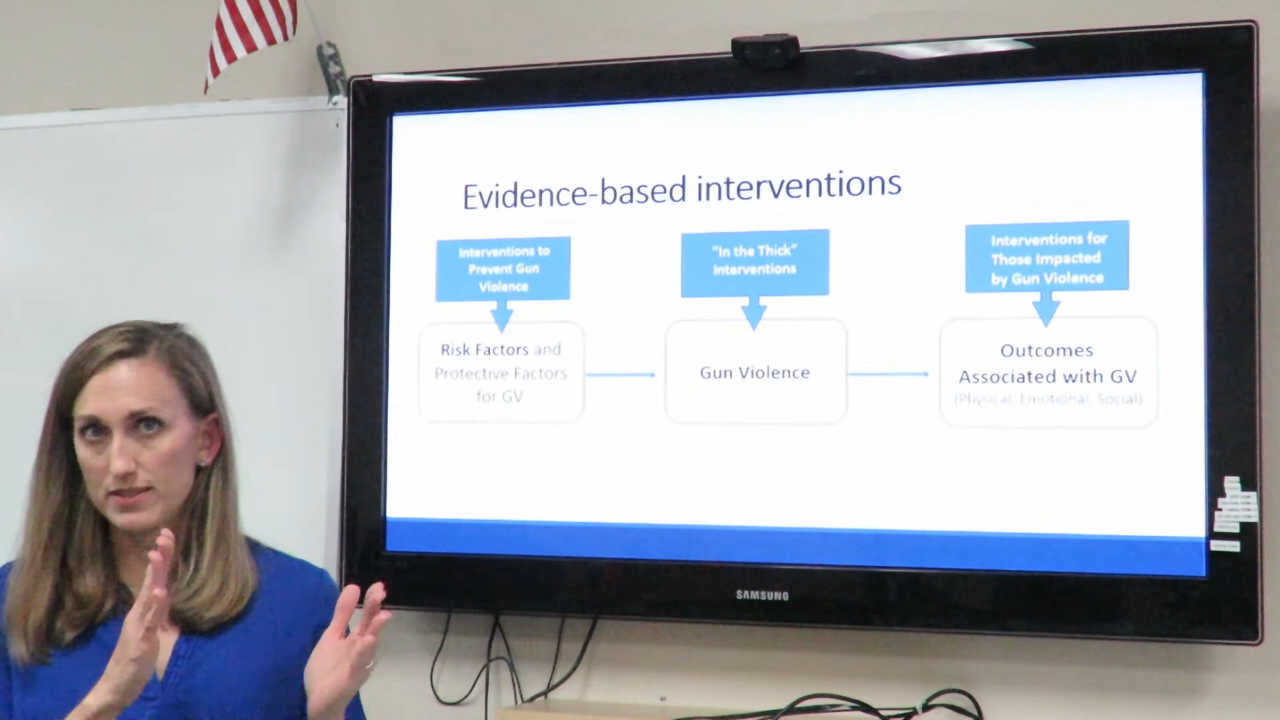 Evidence-based interventions
Interventions to
Prevent Gun
Violence
"In the Thick"
Interventions
Interventions for
Those Impacted
by Gun Violence
Risk Factors and
Protective Factors
for GV
Gun Violence
Outcomes
Associated with GV
(Physical, Emotional, Social)
SAMSUNG